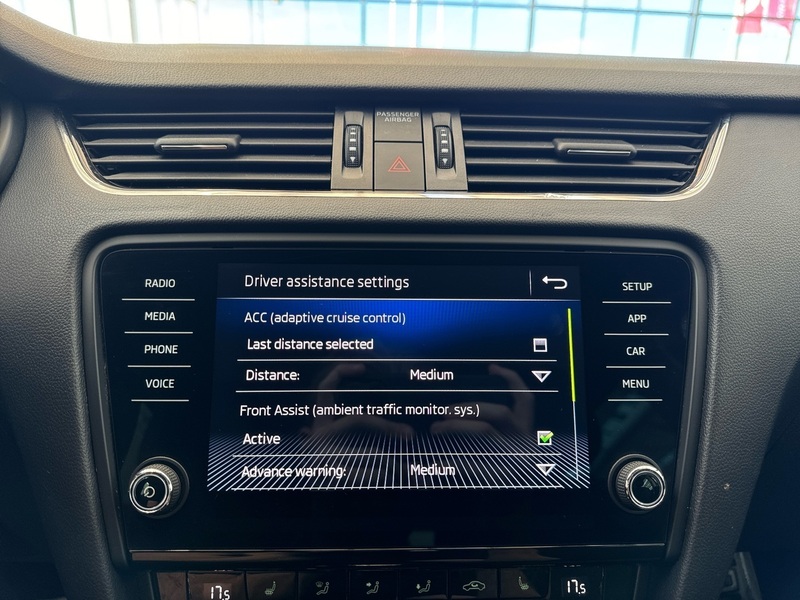 PASSENGER
AIRBAG
RADIO
MEDIA
PHONE
VOICE
Driver assistance settings
ACC (adaptive cruise control)
Last distance selected
Distance: Medium
Front Assist (ambient traffic monitor. sys.)
Active
Advance warning: Medium
SETUP
APP
CAR
MENU
17.5
17.5